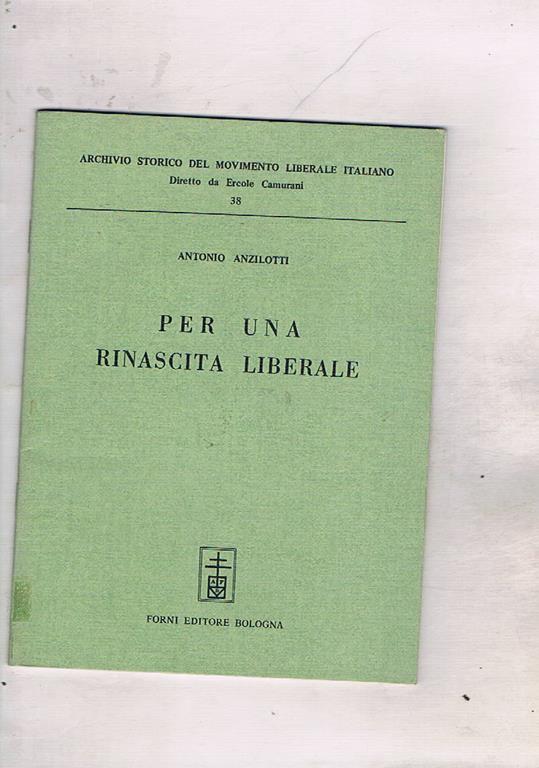 ARCHIVIO STORICO DEL MOVIMENTO LIBERALE ITALIANO
Diretto da Ercole Camurani
38
ANTONIO ANZILOTTI
PER UNA
RINASCITA LIBERALE
FORNI EDITORE BOLOGNA